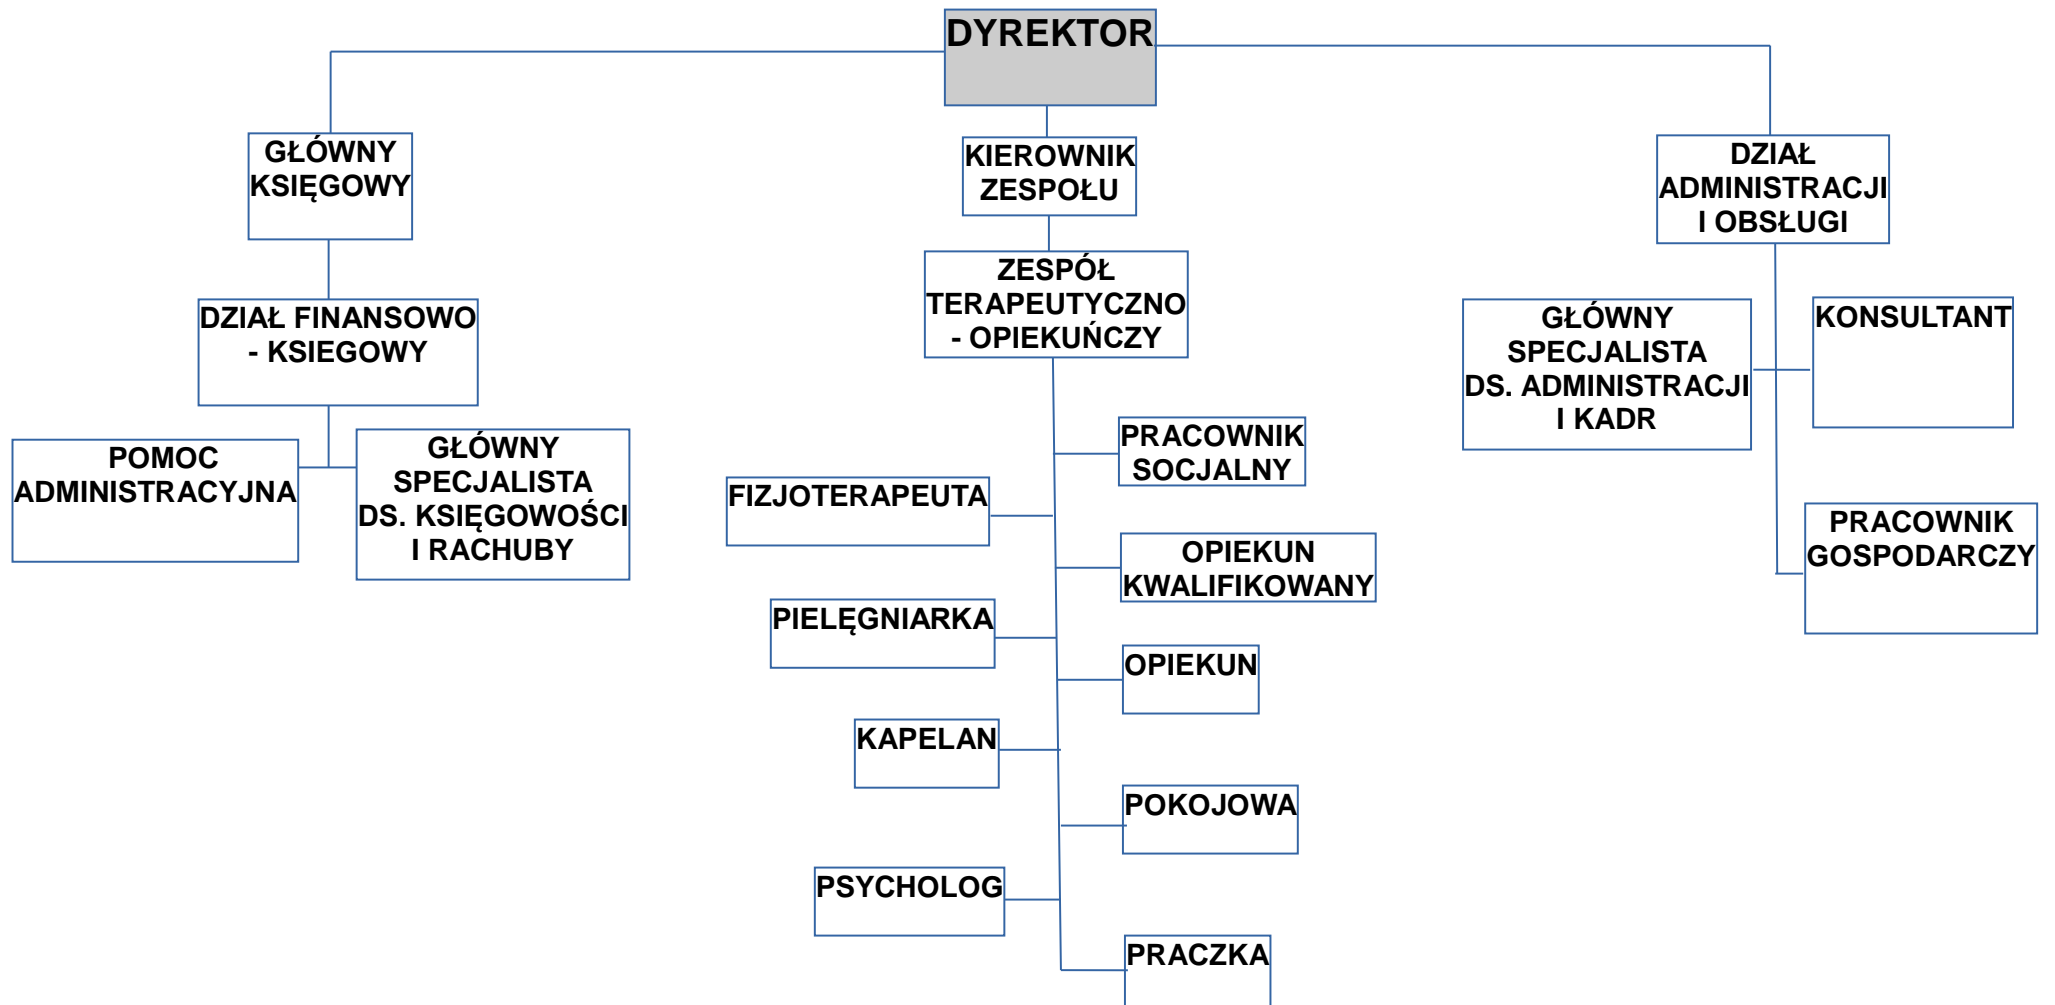 DYREKTOR
GŁÓWNY
KSIĘGOWY
KIEROWNIK
ZESPOŁU
DZIAŁ
ADMINISTRACJI
I OBSŁUGI
DZIAŁ FINANSOWO
- KSIEGOWY
ZESPÓŁ
TERAPEUTYCZNO
- OPIEKUŃCZY
GŁÓWNY
SPECJALISTA
DS. ADMINISTRACJI
I KADR
KONSULTANT
POMOC
ADMINISTRACYJNA
GŁÓWNY
SPECJALISTA
DS. KSIĘGOWOŚCI
I RACHUBY
PRACOWNIK
SOCJALNY
FIZJOTERAPEUTA
OPIEKUN
KWALIFIKOWANY
PRACOWNIK
GOSPODARCZY
PIELĘGNIARKA
OPIEKUN
KAPELAN
POKOJOWA
PSYCHOLOG
PRACZKA